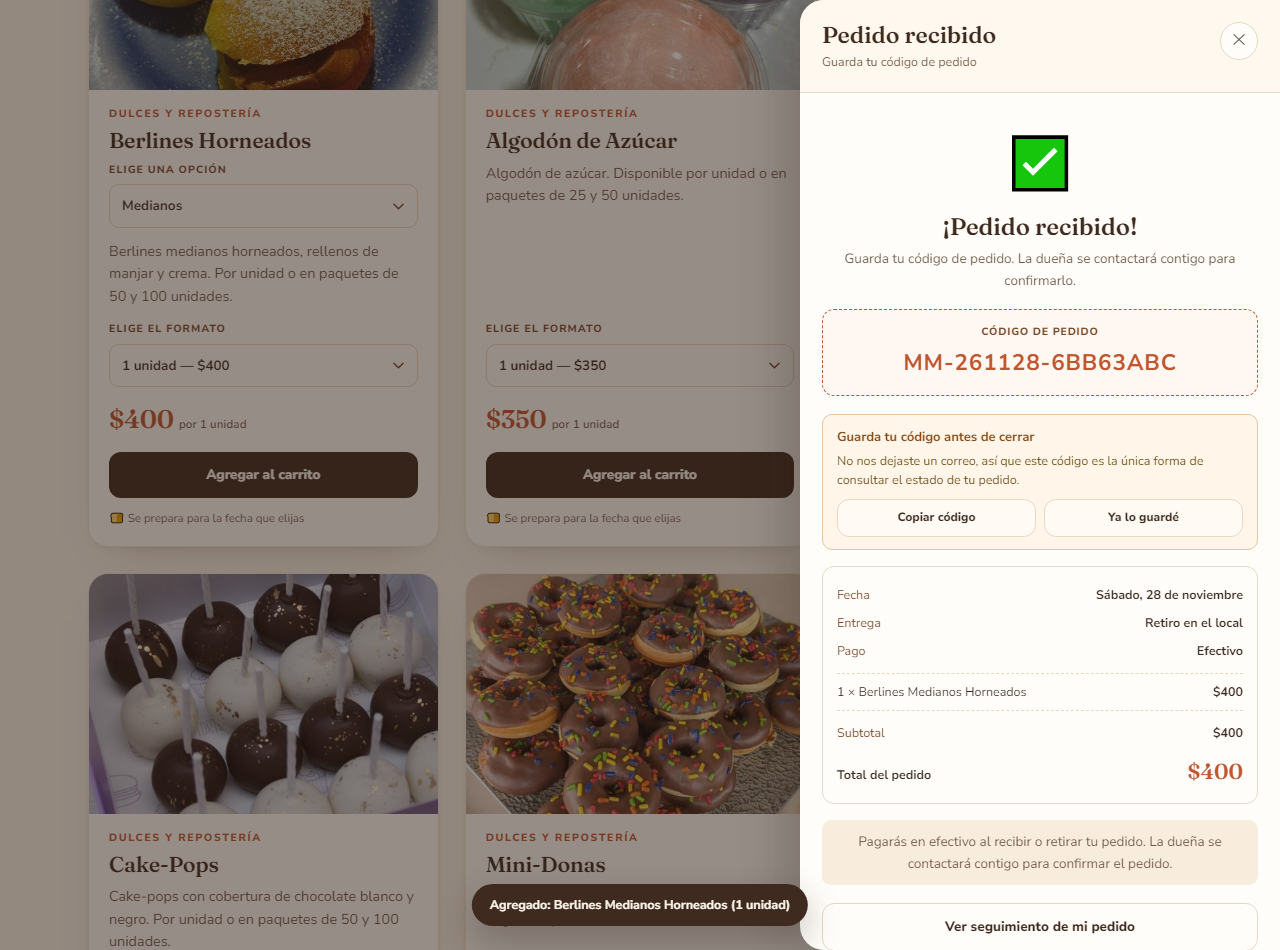 DULCES Y REPOSTERÍA
Berlines Horneados
ELIGE UNA OPCIÓN
Medianos
Berlines medianos horneados, rellenos de
manjar y crema. Por unidad o en paquetes de
50 y 100 unidades.
ELIGE EL FORMATO
1 unidad — $400
$400 por 1 unidad
Agregar al carrito
Se prepara para la fecha que elijas
DULCES Y REPOSTERÍA
Algodón de Azúcar
Algodón de azúcar. Disponible por unidad o en
paquetes de 25 y 50 unidades.
ELIGE EL FORMATO
1 unidad — $350
$350 por 1 unidad
Agregar al carrito
Se prepara para la fecha que elijas
DULCES Y REPOSTERÍA
Cake-Pops
Cake-pops con cobertura de chocolate blanco y
negro. Por unidad o en paquetes de 50 y 100
unidades.
DULCES Y REPOSTERÍA
Mini-Donas
Agregado: Berlines Medianos Horneados (1 unidad)
Pedido recibido
Guarda tu código de pedido
¡Pedido recibido!
Guarda tu código de pedido. La dueña se contactará contigo para
confirmarlo.
CÓDIGO DE PEDIDO
MM-261128-6BB63ABC
Guarda tu código antes de cerrar
No nos dejaste un correo, así que este código es la única forma de
consultar el estado de tu pedido.
Copiar código
Ya lo guardé
Fecha Sábado, 28 de noviembre
Entrega Retiro en el local
Pago Efectivo
1 × Berlines Medianos Horneados $400
Subtotal $400
Total del pedido $400
Pagarás en efectivo al recibir o retirar tu pedido. La dueña se
contactará contigo para confirmar el pedido.
Ver seguimiento de mi pedido